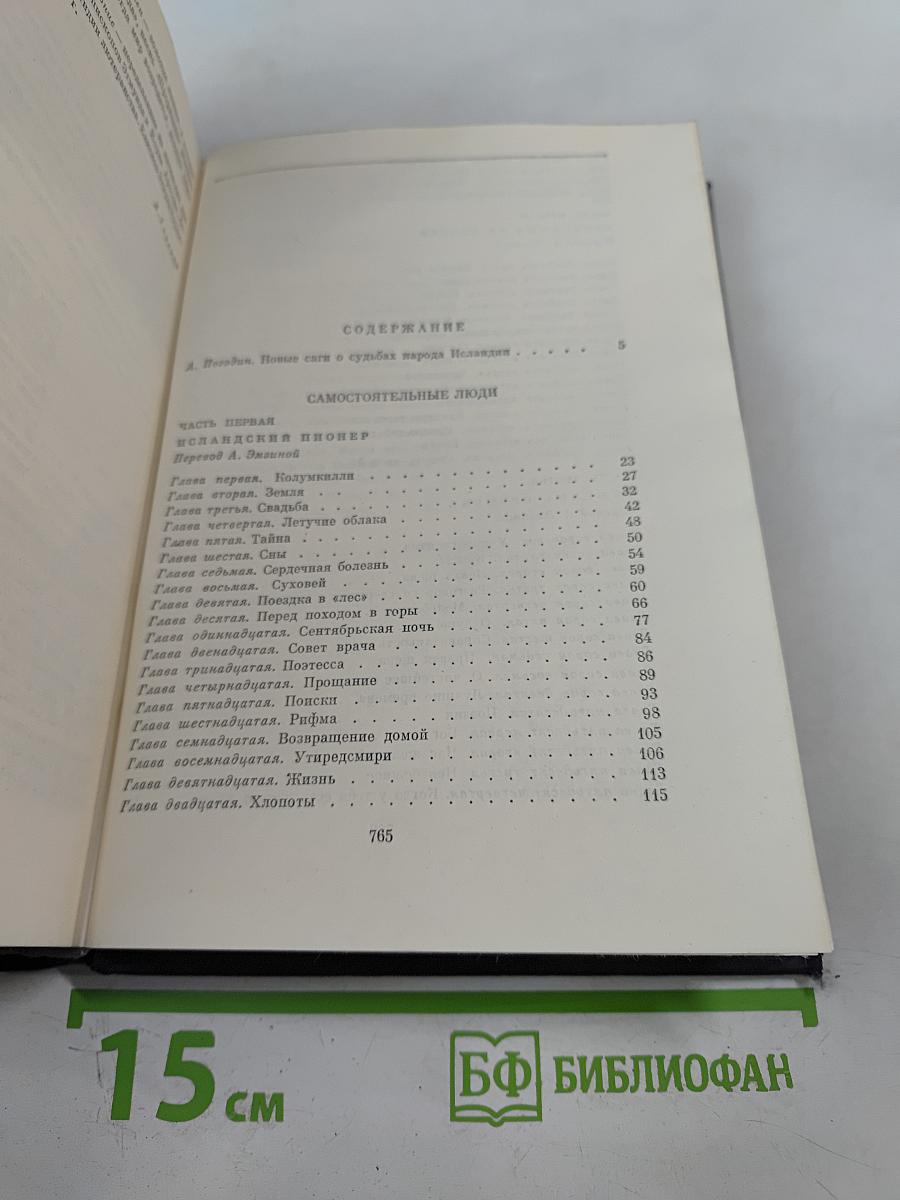 СОДЕРЖАНИЕ
А. Погодин. Новые саги о судьбах народа Исландии . . . . . 5
САМОСТОЯТЕЛЬНЫЕ ЛЮДИ
ЧАСТЬ ПЕРВАЯ
ИСЛАНДСКИЙ ПИОНЕР
Перевод А. Эмзиной
Глава первая. Колумкилли . . . . . . . . . . . . . 23
Глава вторая. Земля . . . . . . . . . . . . . . . 27
Глава третья. Свадьба . . . . . . . . . . . . . . 32
Глава четвертая. Летучие облака . . . . . . . . . . 42
Глава пятая. Тайна . . . . . . . . . . . . . . . 48
Глава шестая. Сны . . . . . . . . . . . . . . . 50
Глава седьмая. Сердечная болезнь . . . . . . . . . . 54
Глава восьмая. Суховей . . . . . . . . . . . . . 59
Глава девятая. Поездка в «лес» . . . . . . . . . . . 60
Глава десятая. Перед походом в горы . . . . . . . . . 66
Глава одиннадцатая. Сентябрьская ночь . . . . . . . . 77
Глава двенадцатая. Совет врача . . . . . . . . . . . 84
Глава тринадцатая. Поэтесса . . . . . . . . . . . . 86
Глава четырнадцатая. Прощание . . . . . . . . . . . 89
Глава пятнадцатая. Поиски . . . . . . . . . . . . 93
Глава шестнадцатая. Рифма . . . . . . . . . . . . 98
Глава семнадцатая. Возвращение домой . . . . . . . . 105
Глава восемнадцатая. Утиредсмири . . . . . . . . . . 106
Глава девятнадцатая. Жизнь . . . . . . . . . . . . 113
Глава двадцатая. Хлопоты . . . . . . . . . . . . . 115
765
15 см
БФ БИБЛИОФАН